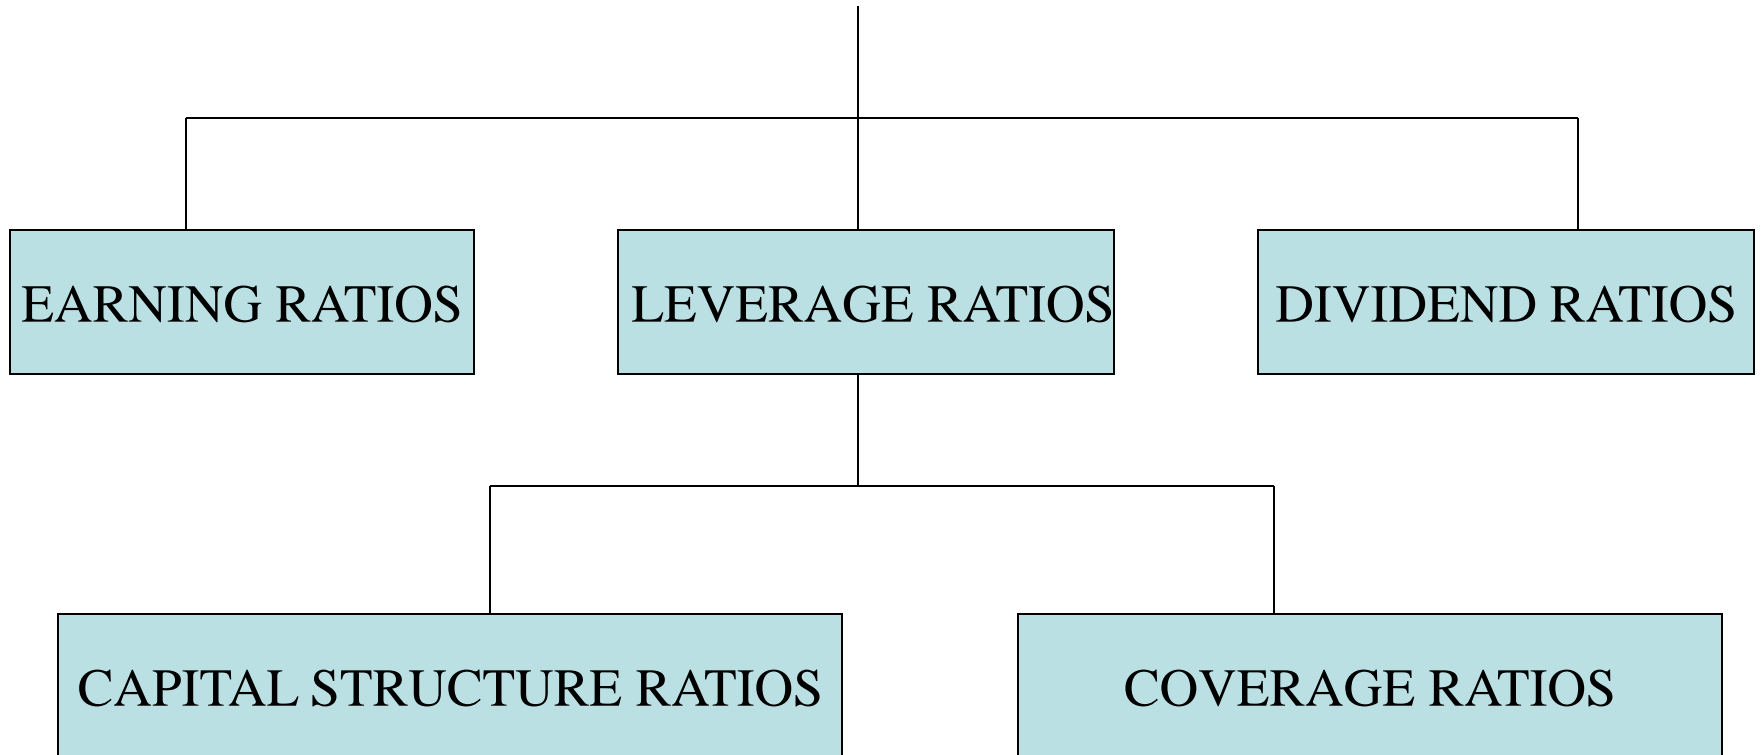 EARNING RATIOS
LEVERAGE RATIOS
DIVIDEND RATIOS
CAPITAL STRUCTURE RATIOS
COVERAGE RATIOS